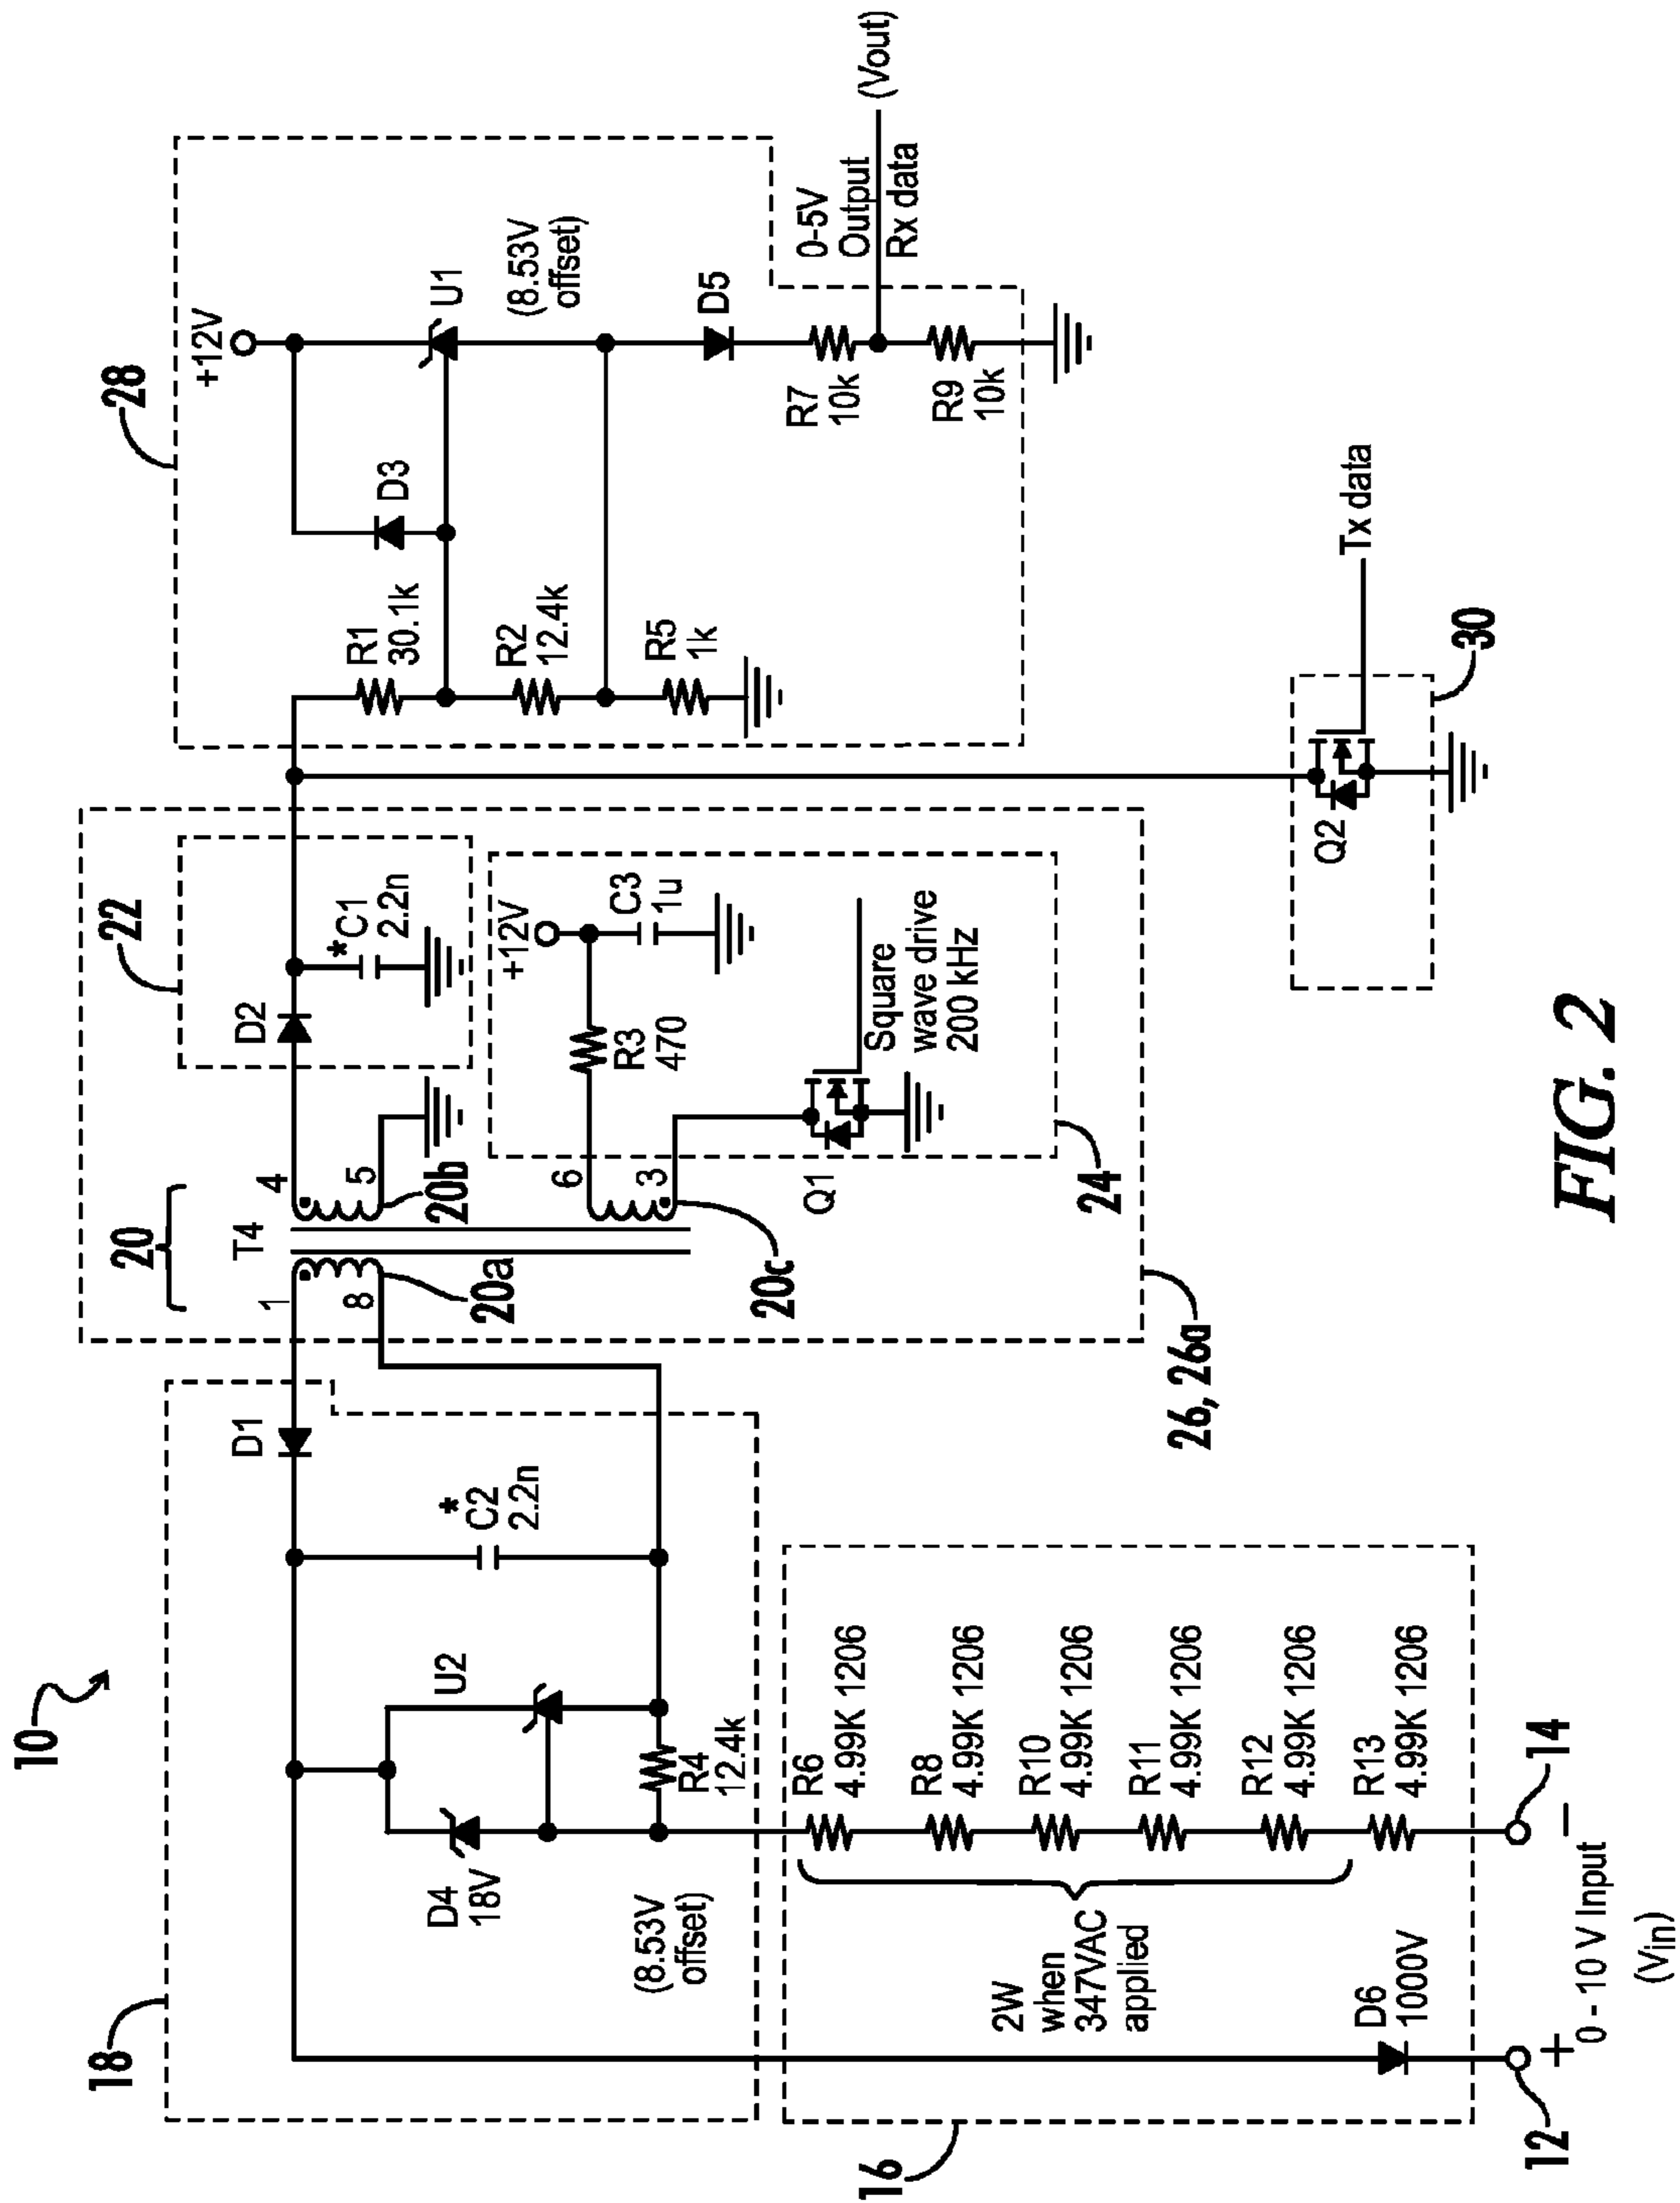 10
18
D1
*
C2
2.2n
U2
D4
18V
R4
12.4k
(8.53V
offset)
16
R6
4.99K 1206
R8
4.99K 1206
R10
4.99K 1206
R11
4.99K 1206
R12
4.99K 1206
R13
4.99K 1206
2W
when
347VAC
applied
D6
1000V
12
+
14
−
0 - 10 V Input
(Vin)
20
T4
1
8
20a
4
5
20b
6
3
20c
22
D2
*
C1
2.2n
+12V
C3
1u
R3
470
Q1
Square
wave drive
200 kHz
24
26, 26a
28
+12V
U1
(8.53V
offset)
D3
R1
30.1k
R2
12.4k
R5
1k
D5
R7
10k
R9
10k
0-5V
Output
Rx data
(Vout)
Q2
Tx data
30
FIG. 2